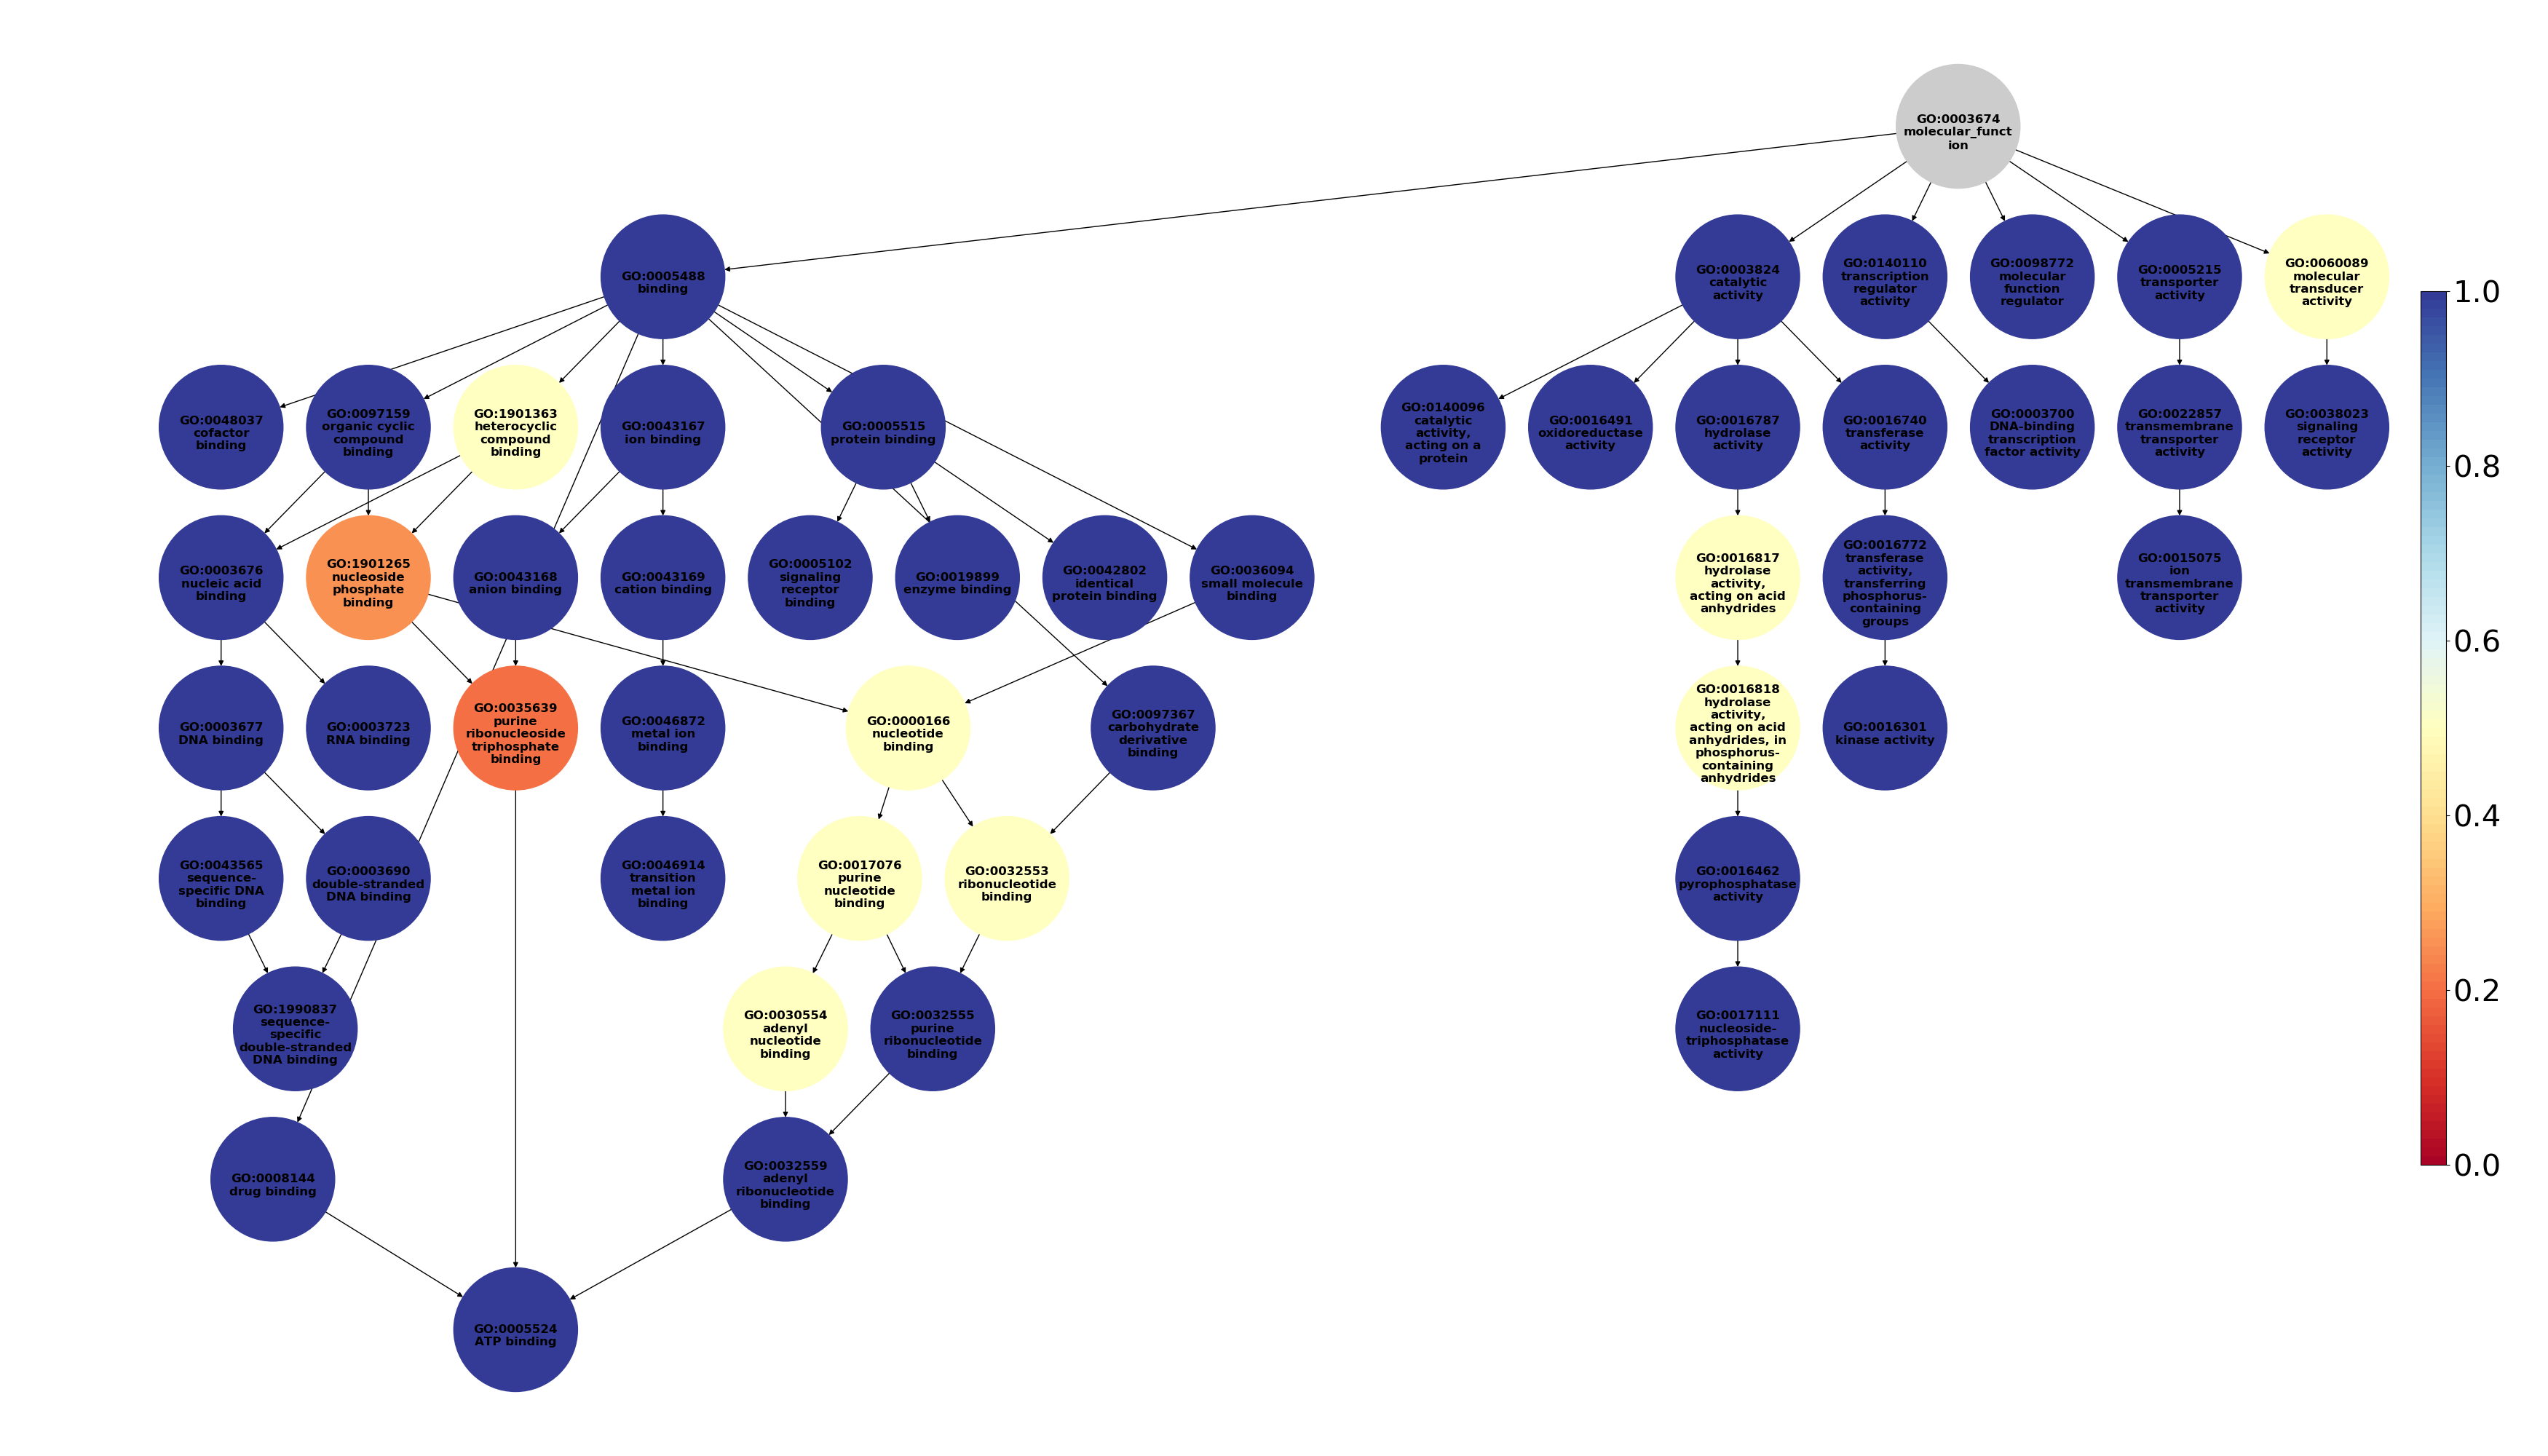 GO:0003674
molecular_funct
ion
GO:0005488
binding
GO:0003824
catalytic
activity
GO:0140110
transcription
regulator
activity
GO:0098772
molecular
function
regulator
GO:0005215
transporter
activity
GO:0060089
molecular
transducer
activity
GO:0048037
cofactor
binding
GO:0097159
organic cyclic
compound
binding
GO:1901363
heterocyclic
compound
binding
GO:0043167
ion binding
GO:0005515
protein binding
GO:0140096
catalytic
activity,
acting on a
protein
GO:0016491
oxidoreductase
activity
GO:0016787
hydrolase
activity
GO:0016740
transferase
activity
GO:0003700
DNA-binding
transcription
factor activity
GO:0022857
transmembrane
transporter
activity
GO:0038023
signaling
receptor
activity
GO:0003676
nucleic acid
binding
GO:1901265
nucleoside
phosphate
binding
GO:0043168
anion binding
GO:0043169
cation binding
GO:0005102
signaling
receptor
binding
GO:0019899
enzyme binding
GO:0042802
identical
protein binding
GO:0036094
small molecule
binding
GO:0016817
hydrolase
activity,
acting on acid
anhydrides
GO:0016772
transferase
activity,
transferring
phosphorus-
containing
groups
GO:0015075
ion
transmembrane
transporter
activity
GO:0003677
DNA binding
GO:0003723
RNA binding
GO:0035639
purine
ribonucleoside
triphosphate
binding
GO:0046872
metal ion
binding
GO:0000166
nucleotide
binding
GO:0097367
carbohydrate
derivative
binding
GO:0016818
hydrolase
activity,
acting on acid
anhydrides, in
phosphorus-
containing
anhydrides
GO:0016301
kinase activity
GO:0043565
sequence-
specific DNA
binding
GO:0003690
double-stranded
DNA binding
GO:0046914
transition
metal ion
binding
GO:0017076
purine
nucleotide
binding
GO:0032553
ribonucleotide
binding
GO:0016462
pyrophosphatase
activity
GO:1990837
sequence-
specific
double-stranded
DNA binding
GO:0030554
adenyl
nucleotide
binding
GO:0032555
purine
ribonucleotide
binding
GO:0017111
nucleoside-
triphosphatase
activity
GO:0008144
drug binding
GO:0032559
adenyl
ribonucleotide
binding
GO:0005524
ATP binding
1.0
0.8
0.6
0.4
0.2
0.0